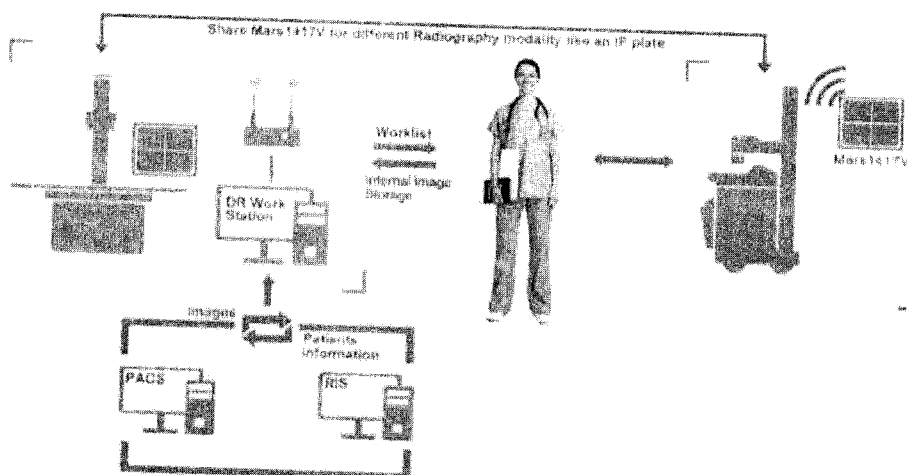 Share Mars1417V for different Radiography modality like an IP plate
Worklist
Internal Image
Storage
Mars1417V
DR Work
Station
Images
Patients
Information
PACS
RIS